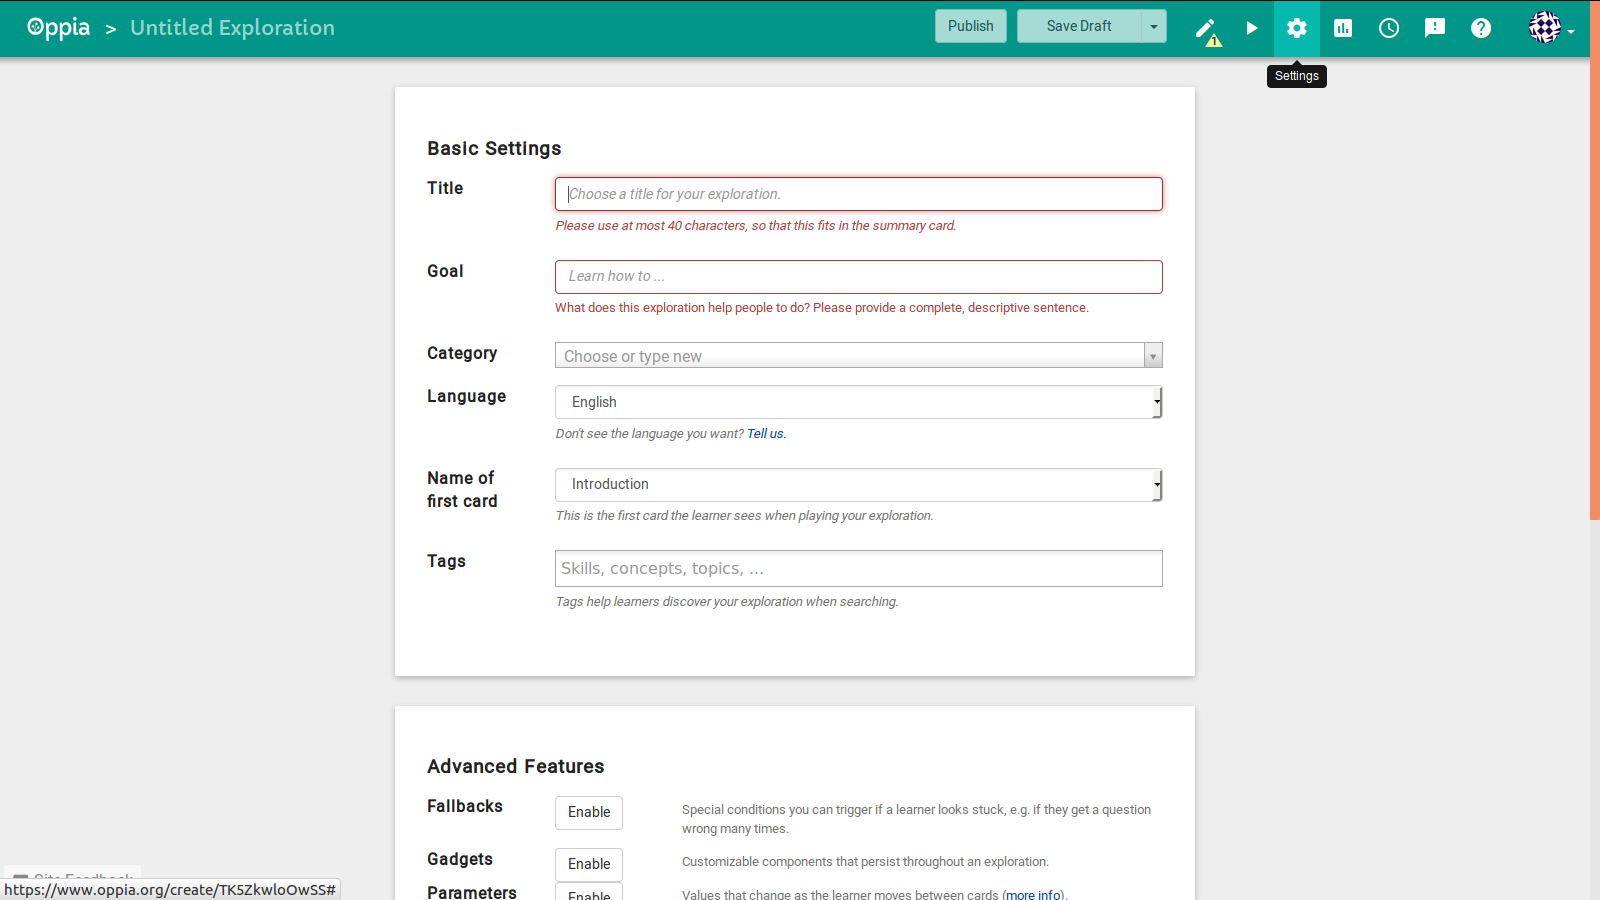 Oppia > Untitled Exploration Publish Save Draft 1
Settings
Basic Settings
Title Choose a title for your exploration.
Please use at most 40 characters, so that this fits in the summary card.
Goal Learn how to ...
What does this exploration help people to do? Please provide a complete, descriptive sentence.
Category Choose or type new
Language English
Don't see the language you want? Tell us.
Name of first card Introduction
This is the first card the learner sees when playing your exploration.
Tags Skills, concepts, topics, ...
Tags help learners discover your exploration when searching.
Advanced Features
Fallbacks Enable Special conditions you can trigger if a learner looks stuck, e.g. if they get a question
wrong many times.
Gadgets Enable Customizable components that persist throughout an exploration.
Parameters Enable Values that change as the learner moves between cards (more info).
Site Feedback
https://www.oppia.org/create/TK5ZkwloOwSS#